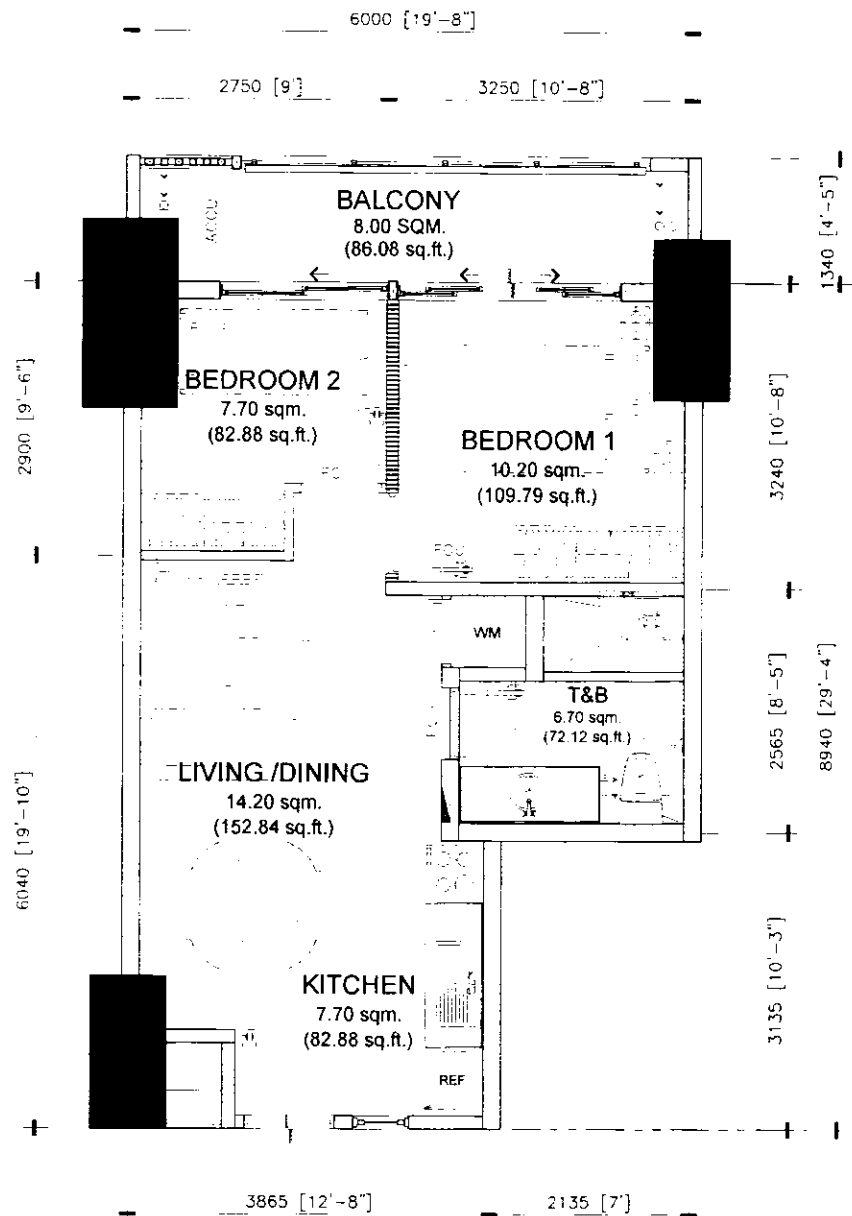 6000 [19'-8"]
2750 [9']
3250 [10'-8"]
BALCONY
8.00 SQM.
(86.08 sq.ft.)
ACCU
1340 [4'-5"]
BEDROOM 2
7.70 sqm.
(82.88 sq.ft.)
2900 [9'-6"]
BEDROOM 1
10.20 sqm.
(109.79 sq.ft.)
3240 [10'-8"]
FCU
WM
T&B
6.70 sqm.
(72.12 sq.ft.)
2565 [8'-5"]
8940 [29'-4"]
LIVING /DINING
14.20 sqm.
(152.84 sq.ft.)
6040 [19'-10"]
KITCHEN
7.70 sqm.
(82.88 sq.ft.)
REF
3135 [10'-3"]
3865 [12'-8"]
2135 [7']